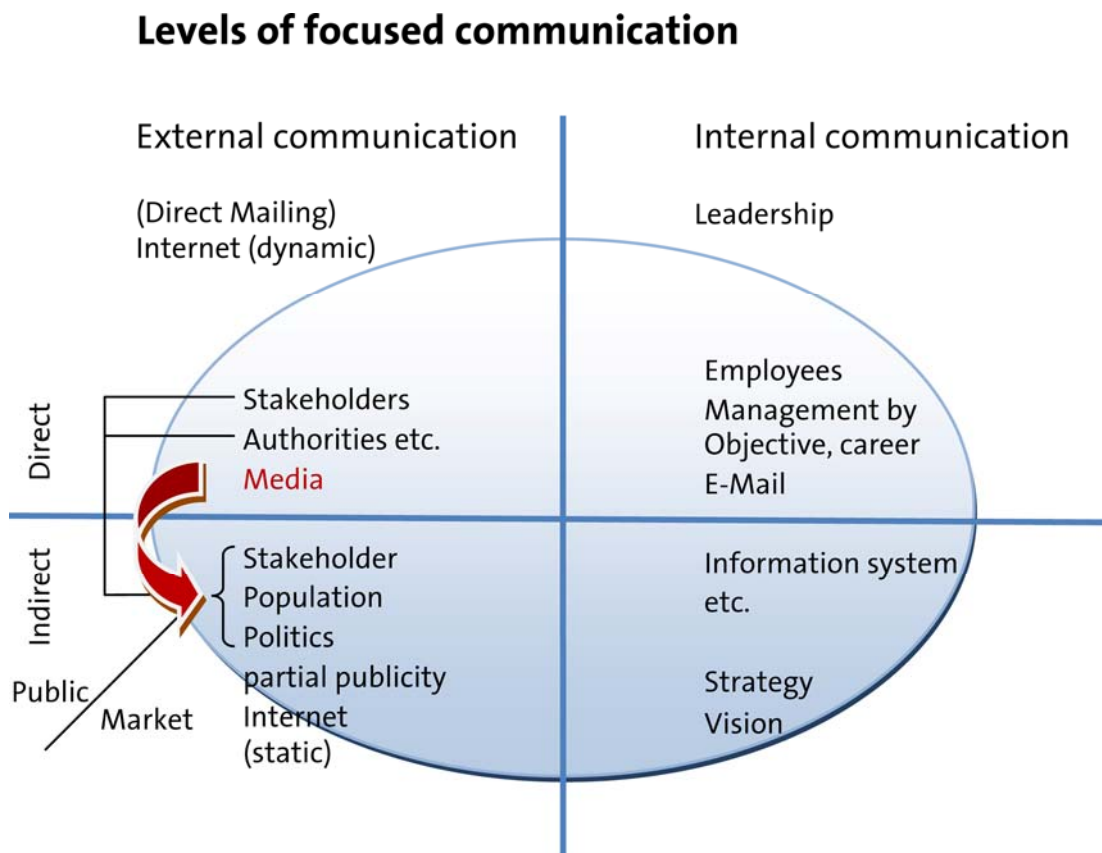 Levels of focused communication
External communication
Internal communication
(Direct Mailing)
Internet (dynamic)
Leadership
Direct
Stakeholders
Authorities etc.
Media
Employees
Management by
Objective, career
E-Mail
Indirect
Stakeholder
Population
Politics
partial publicity
Internet
(static)
Information system
etc.
Strategy
Vision
Public
Market